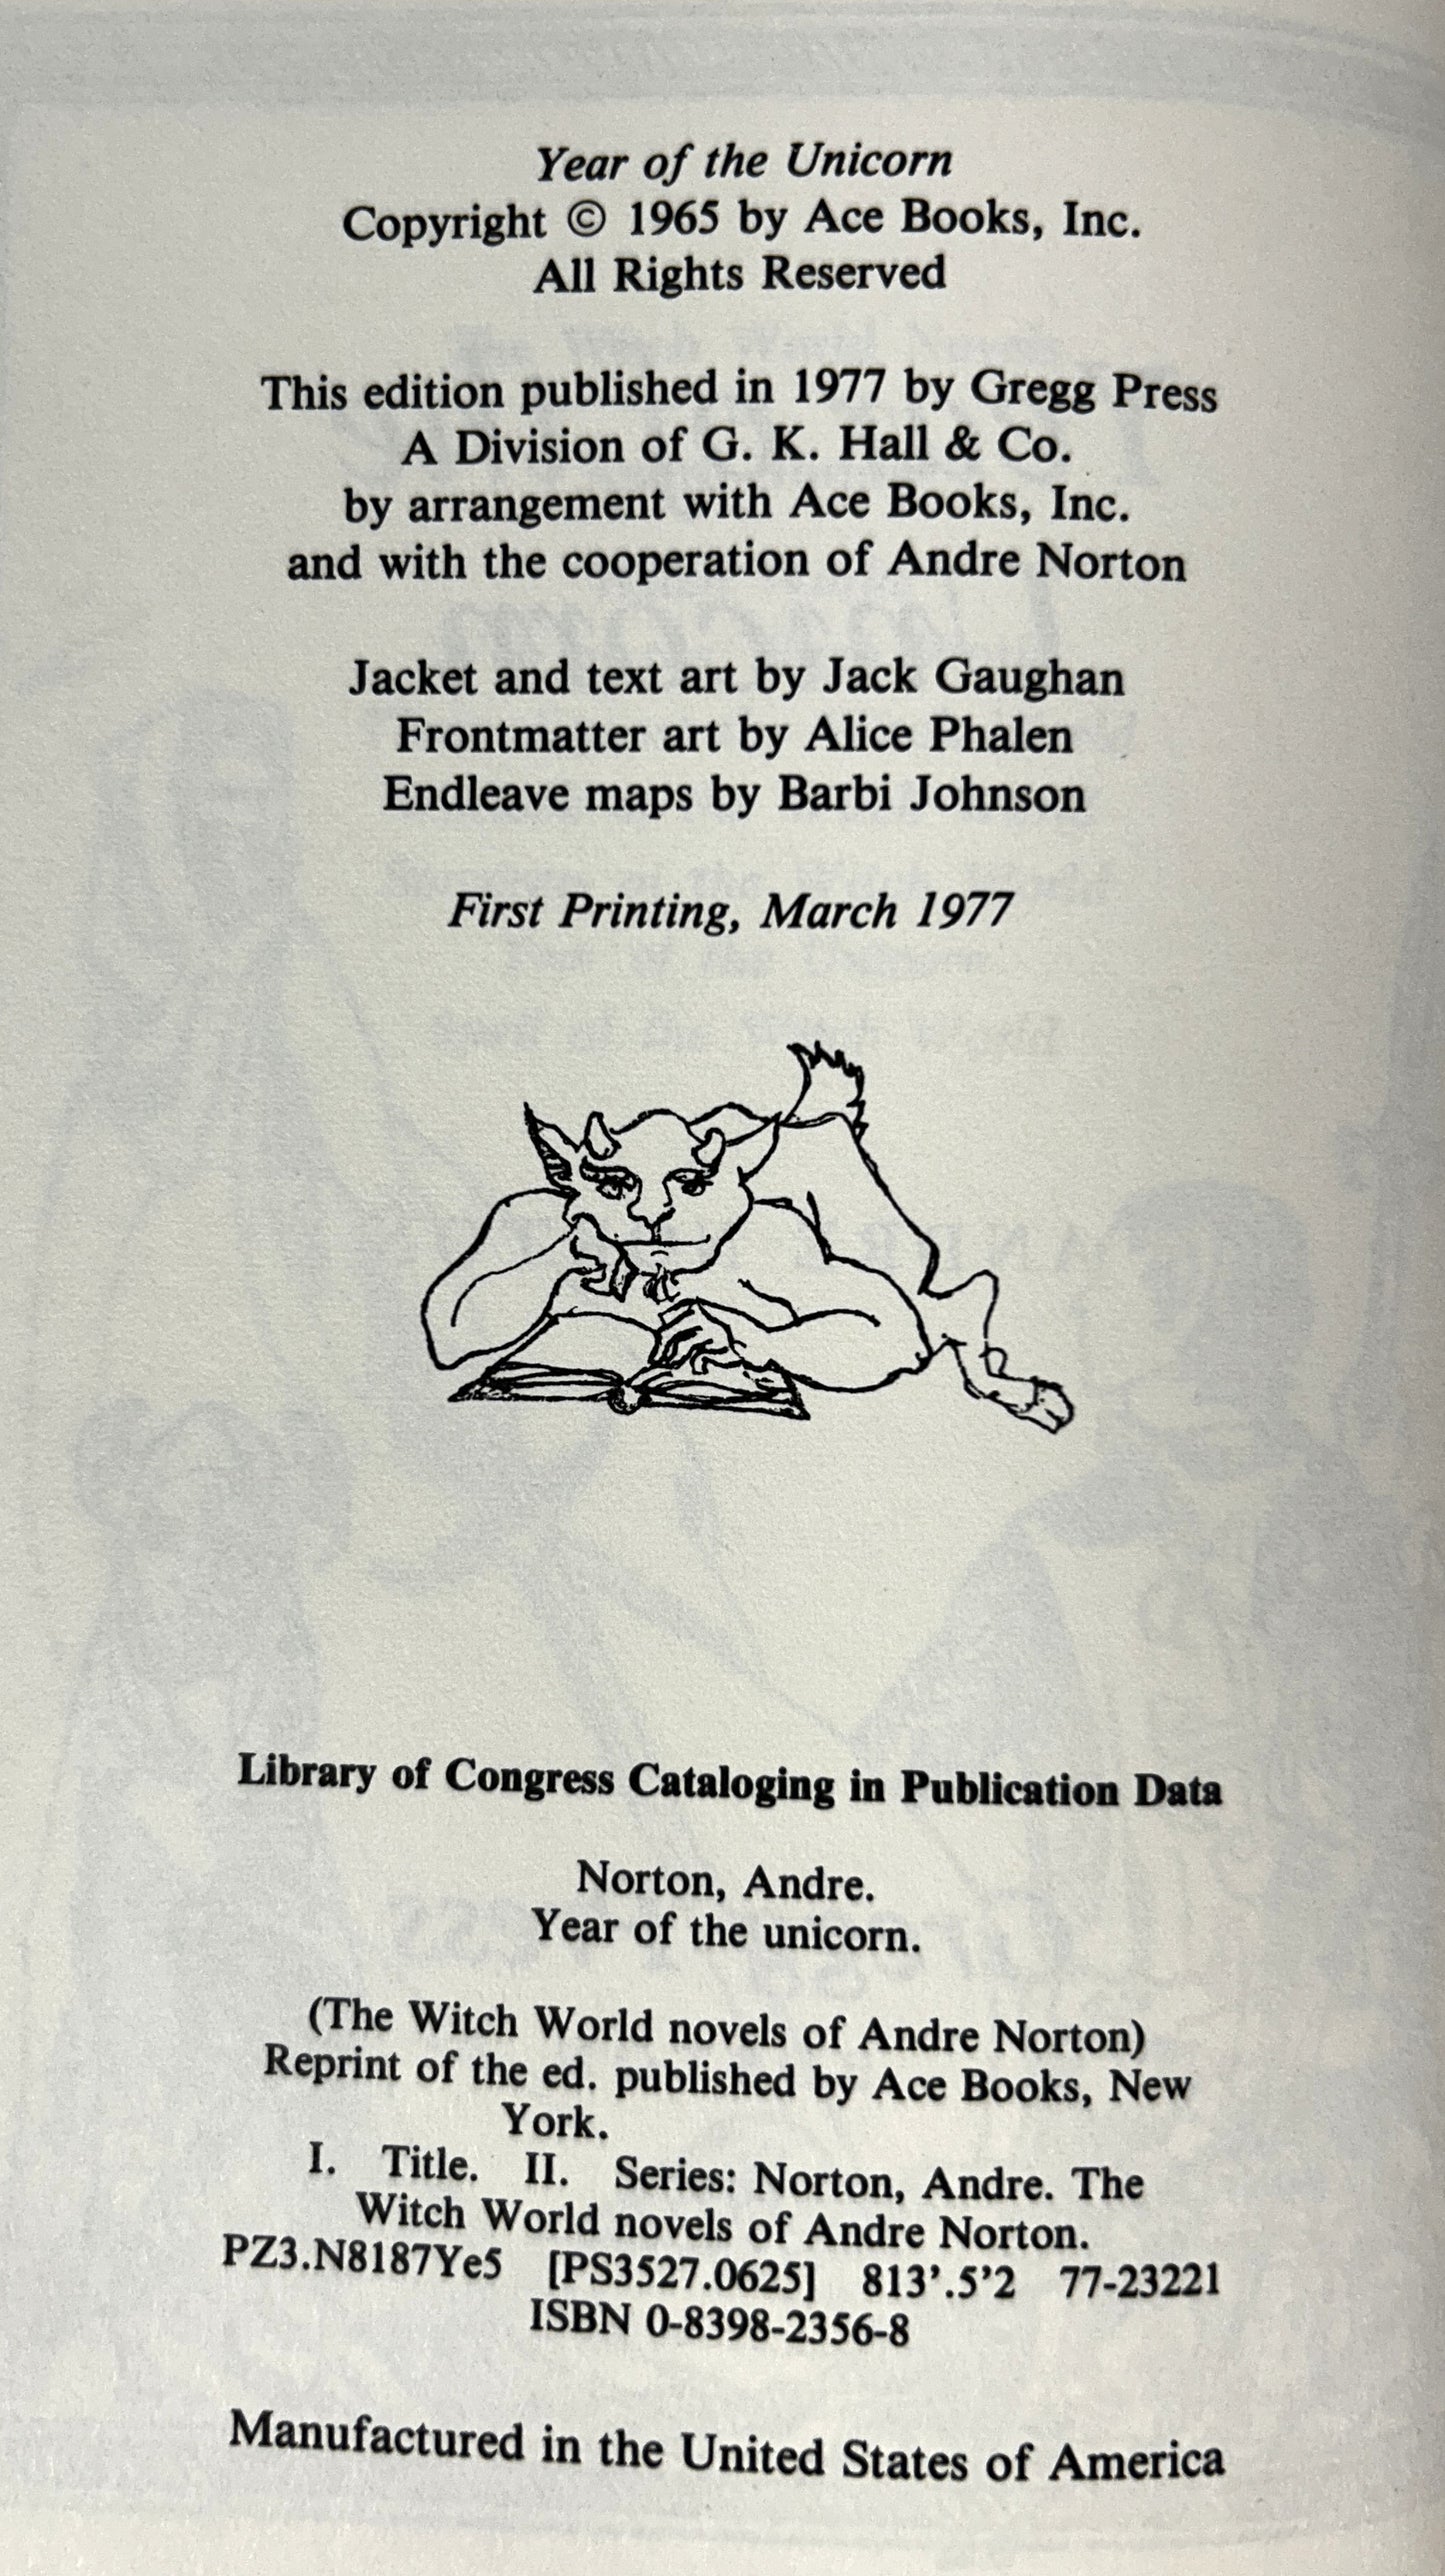 Year of the Unicorn
Copyright © 1965 by Ace Books, Inc.
All Rights Reserved
This edition published in 1977 by Gregg Press
A Division of G. K. Hall & Co.
by arrangement with Ace Books, Inc.
and with the cooperation of Andre Norton
Jacket and text art by Jack Gaughan
Frontmatter art by Alice Phalen
Endleave maps by Barbi Johnson
First Printing, March 1977
Library of Congress Cataloging in Publication Data
Norton, Andre.
Year of the unicorn.
(The Witch World novels of Andre Norton)
Reprint of the ed. published by Ace Books, New
York.
I. Title. II. Series: Norton, Andre. The
Witch World novels of Andre Norton.
PZ3.N8187Ye5 [PS3527.0625] 813'.5'2 77-23221
ISBN 0-8398-2356-8
Manufactured in the United States of America